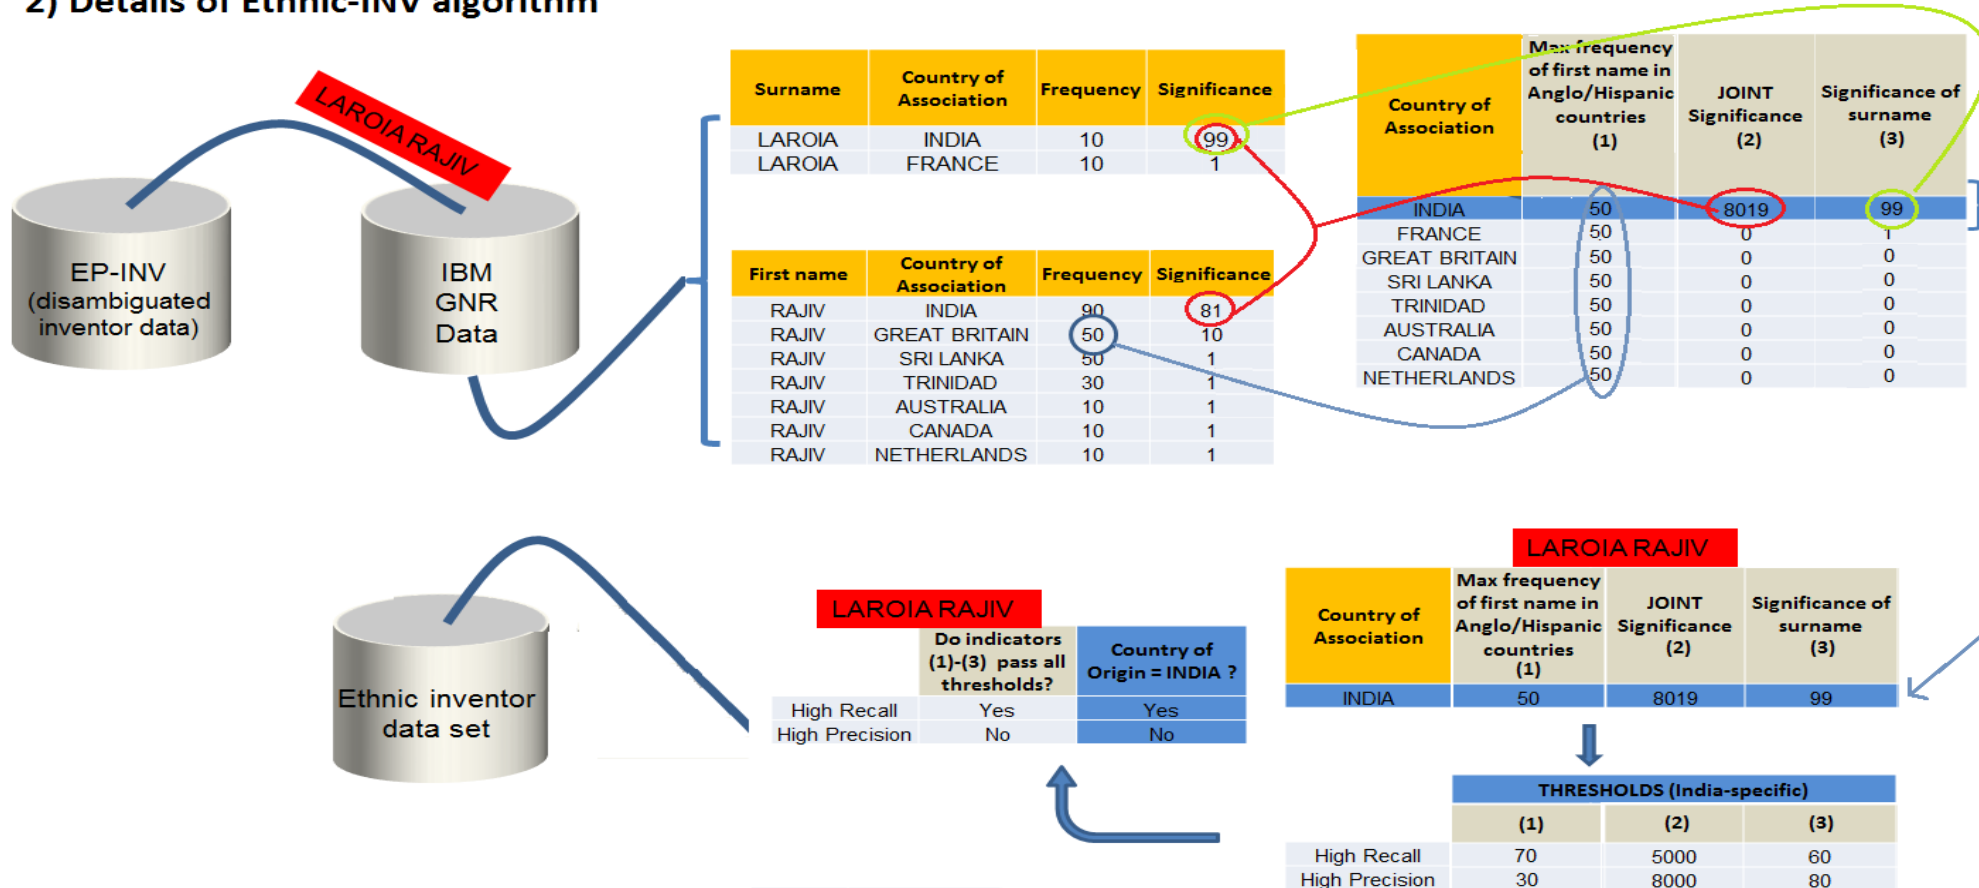 2) Details of Ethnic-INV algorithm
LAROIA RAJIV
EP-INV
(disambiguated
inventor data)
IBM
GNR
Data
Surname Country of Association Frequency Significance
LAROIA INDIA 10 99
LAROIA FRANCE 10 1
First name Country of Association Frequency Significance
RAJIV INDIA 90 81
RAJIV GREAT BRITAIN 50 10
RAJIV SRI LANKA 50 1
RAJIV TRINIDAD 30 1
RAJIV AUSTRALIA 10 1
RAJIV CANADA 10 1
RAJIV NETHERLANDS 10 1
Country of Association Max frequency of first name in Anglo/Hispanic countries (1) JOINT Significance (2) Significance of surname (3)
INDIA 50 8019 99
FRANCE 50 0 1
GREAT BRITAIN 50 0 0
SRI LANKA 50 0 0
TRINIDAD 50 0 0
AUSTRALIA 50 0 0
CANADA 50 0 0
NETHERLANDS 50 0 0
LAROIA RAJIV
Country of Association Max frequency of first name in Anglo/Hispanic countries (1) JOINT Significance (2) Significance of surname (3)
INDIA 50 8019 99
THRESHOLDS (India-specific)
(1) (2) (3)
High Recall 70 5000 60
High Precision 30 8000 80
LAROIA RAJIV
Do indicators (1)-(3) pass all thresholds? Country of Origin = INDIA ?
High Recall Yes Yes
High Precision No No
Ethnic inventor
data set